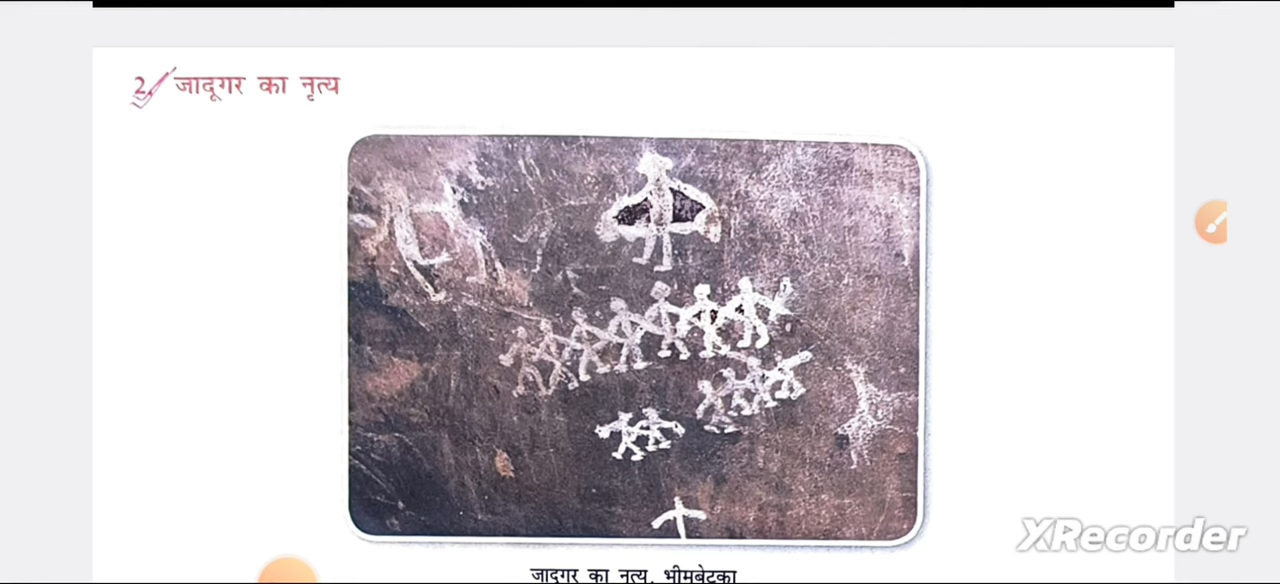 2. जादूगर का नृत्य
जादूगर का नृत्य, भीमबेटका
XRecorder